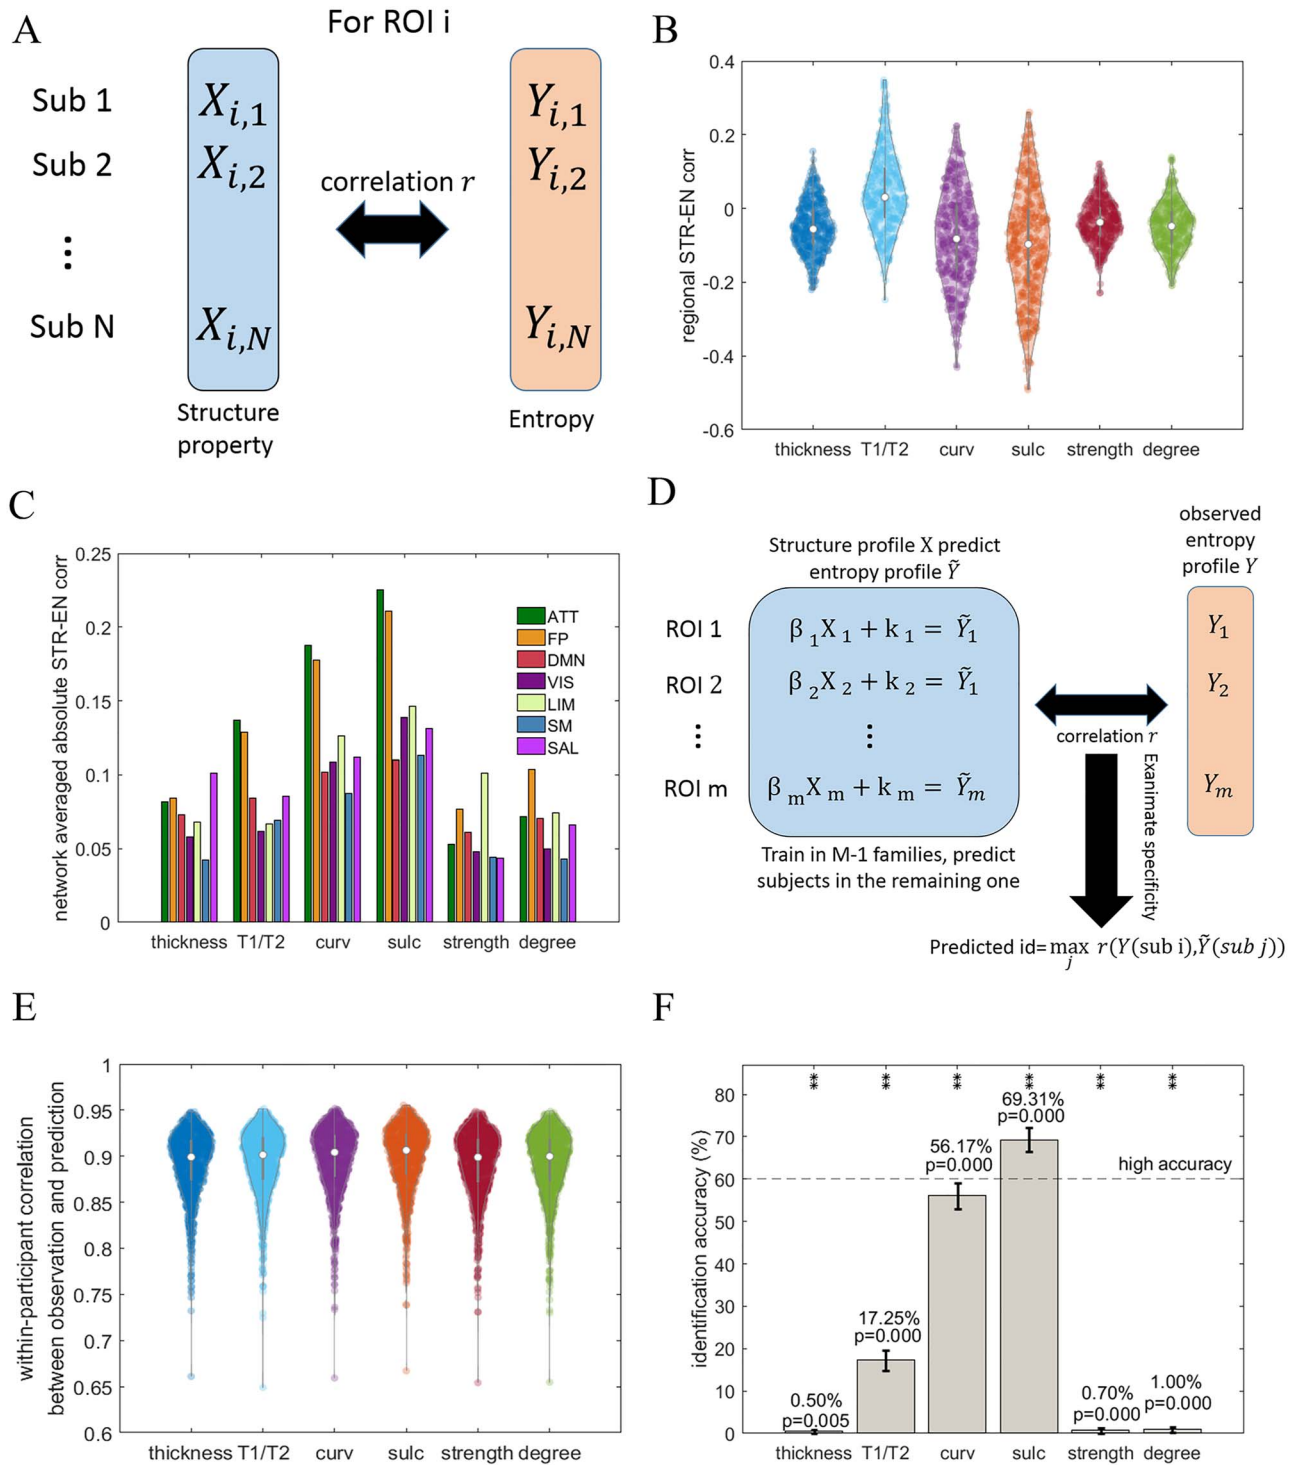 A
For ROI i
Sub 1
Sub 2
⋮
Sub N
X_{i,1}
X_{i,2}
X_{i,N}
correlation r
Y_{i,1}
Y_{i,2}
Y_{i,N}
Structure
property
Entropy
B
regional STR-EN corr
0.4
0.2
0
-0.2
-0.4
-0.6
thickness T1/T2 curv sulc strength degree
C
network averaged absolute STR-EN corr
0.25
0.2
0.15
0.1
0.05
0
ATT
FP
DMN
VIS
LIM
SM
SAL
thickness T1/T2 curv sulc strength degree
D
Structure profile X predict
entropy profile Ỹ
observed
entropy
profile Y
ROI 1
ROI 2
⋮
ROI m
β_1 X_1 + k_1 = Ỹ_1
β_2 X_2 + k_2 = Ỹ_1
⋮
β_m X_m + k_m = Ỹ_m
correlation r
Y_1
Y_2
Y_m
Train in M-1 families, predict
subjects in the remaining one
Exanimate specificity
Predicted id= max_j r(Y(sub i),Ỹ(sub j))
E
within-participant correlation
between observation and prediction
1
0.95
0.9
0.85
0.8
0.75
0.7
0.65
0.6
thickness T1/T2 curv sulc strength degree
F
identification accuracy (%)
80
70
60
50
40
30
20
10
0
** ** ** ** ** **
high accuracy
0.50%
p=0.005
17.25%
p=0.000
56.17%
p=0.000
69.31%
p=0.000
0.70%
p=0.000
1.00%
p=0.000
thickness T1/T2 curv sulc strength degree